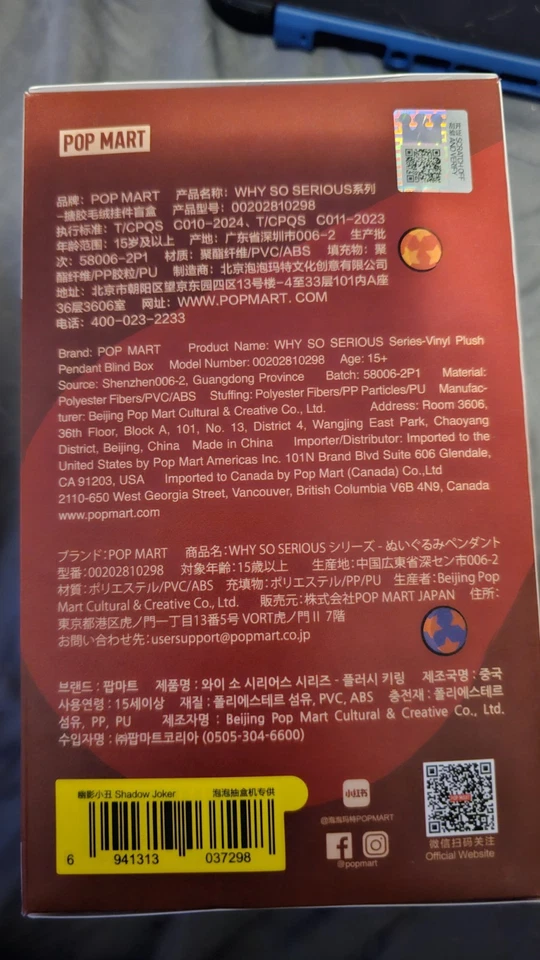 POP MART
品牌：POP MART 产品名称：WHY SO SERIOUS系列
-搪胶毛绒挂件盲盒 产品型号：00202810298
执行标准：T/CPQS C010-2024、T/CPQS C011-2023
年龄范围：15岁及以上 产地：广东省深圳市006-2 生产批
次：58006-2P1 材质：聚酯纤维/PVC/ABS 填充物：聚
酯纤维/PP胶粒/PU 制造商：北京泡泡玛特文化创意有限公司
地址：北京市朝阳区望京东园四区13号楼-4至33层101内A座
36层3606室 网址：WWW.POPMART.COM
电话：400-023-2233
Brand: POP MART Product Name: WHY SO SERIOUS Series-Vinyl Plush
Pendant Blind Box Model Number: 00202810298 Age: 15+
Source: Shenzhen006-2, Guangdong Province Batch: 58006-2P1 Material:
Polyester Fibers/PVC/ABS Stuffing: Polyester Fibers/PP Particles/PU Manufac-
turer: Beijing Pop Mart Cultural & Creative Co., Ltd. Address: Room 3606,
36th Floor, Block A, 101, No. 13, District 4, Wangjing East Park, Chaoyang
District, Beijing, China Made in China Importer/Distributor: Imported to the
United States by Pop Mart Americas Inc. 101N Brand Blvd Suite 606 Glendale,
CA 91203, USA Imported to Canada by Pop Mart (Canada) Co.,Ltd
2110-650 West Georgia Street, Vancouver, British Columbia V6B 4N9, Canada
www.popmart.com
ブランド：POP MART 商品名：WHY SO SERIOUS シリーズ - ぬいぐるみペンダント
型番：00202810298 対象年齢：15歳以上 生産地：中国広東省深セン市006-2
材質：ポリエステル/PVC/ABS 充填物：ポリエステル/PP/PU 生産者：Beijing Pop
Mart Cultural & Creative Co., Ltd. 販売元：株式会社POP MART JAPAN 住所：
東京都港区虎ノ門一丁目13番5号 VORT虎ノ門Ⅱ 7階
お問い合わせ先：usersupport@popmart.co.jp
브랜드 : 팝마트 제품명 : 와이 소 시리어스 시리즈 - 플러시 키링 제조국명 : 중국
사용연령 : 15세이상 재질 : 폴리에스테르 섬유, PVC, ABS 충전재 : 폴리에스테르
섬유, PP, PU 제조자명 : Beijing Pop Mart Cultural & Creative Co., Ltd.
수입자명 : ㈜팝마트코리아 (0505-304-6600)
幽影小丑 Shadow Joker 泡泡抽盒机专供
6 941313 037298
小红书
@泡泡玛特POPMART
@popmart
微信扫码关注
Official Website